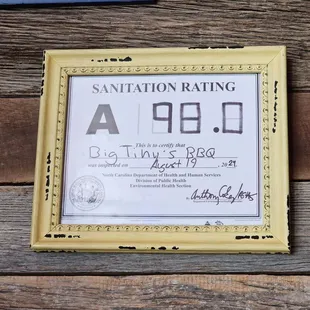 SANITATION RATING
A 98.0
This is to certify that
Big Tiny's BBQ
was inspected on August 19 2024
North Carolina Department of Health and Human Services
Division of Public Health
Environmental Health Section